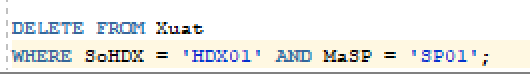 DELETE FROM Xuat
WHERE SoHDX = 'HDX01' AND MaSP = 'SP01';